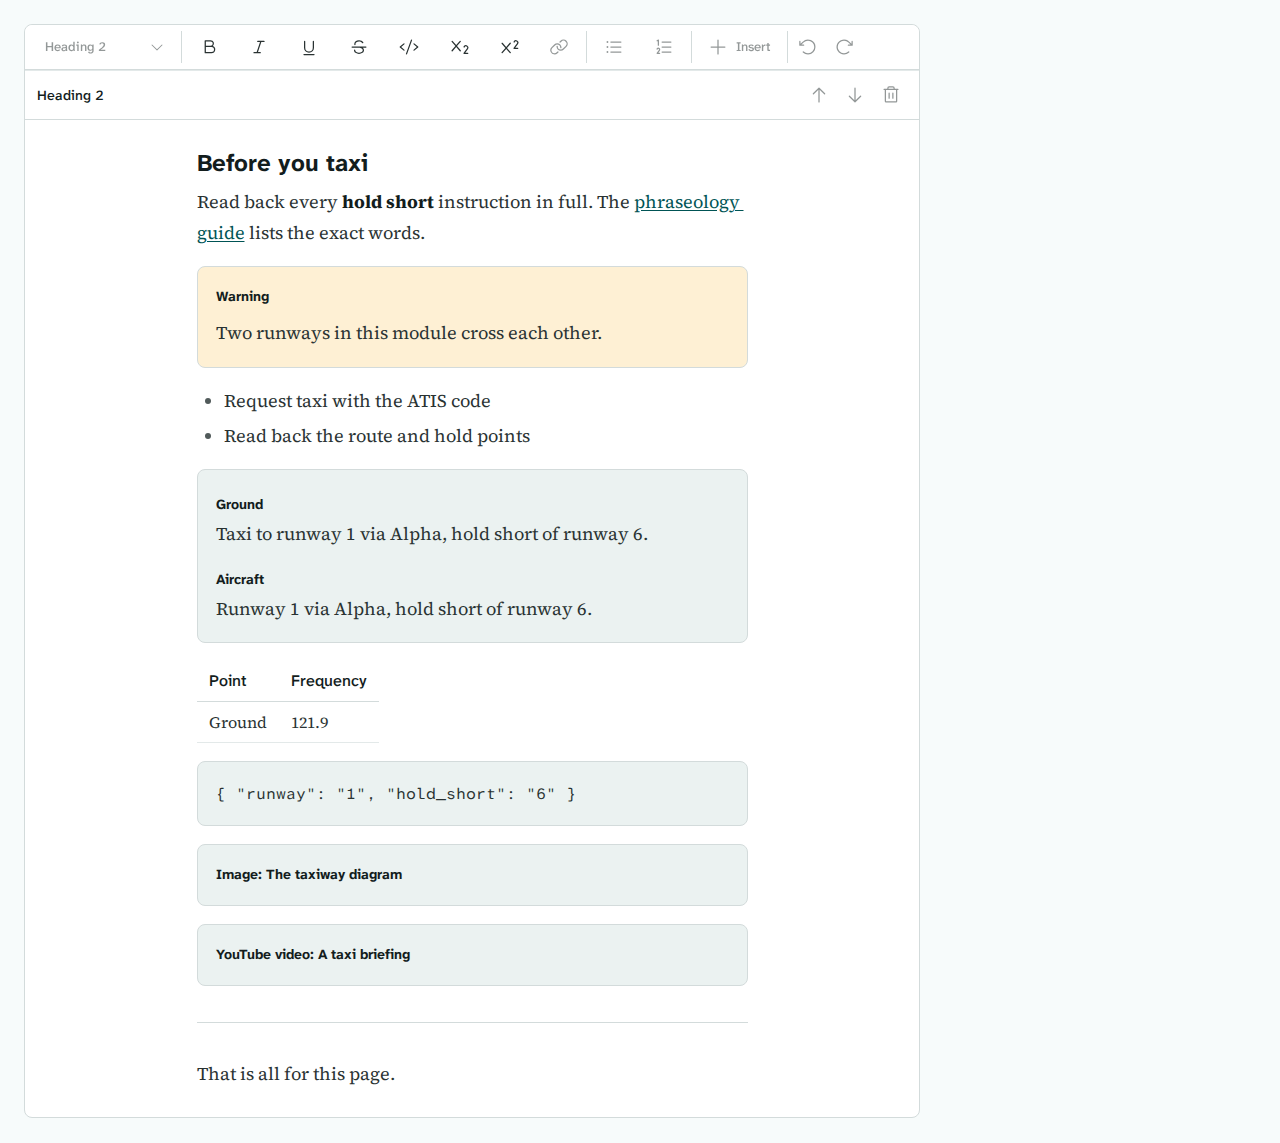 Heading 2
B I U S </> X2 X2 Insert
Heading 2
Before you taxi
Read back every hold short instruction in full. The phraseology
guide lists the exact words.
Warning
Two runways in this module cross each other.
• Request taxi with the ATIS code
• Read back the route and hold points
Ground
Taxi to runway 1 via Alpha, hold short of runway 6.
Aircraft
Runway 1 via Alpha, hold short of runway 6.
Point Frequency
Ground 121.9
{ "runway": "1", "hold_short": "6" }
Image: The taxiway diagram
YouTube video: A taxi briefing
That is all for this page.